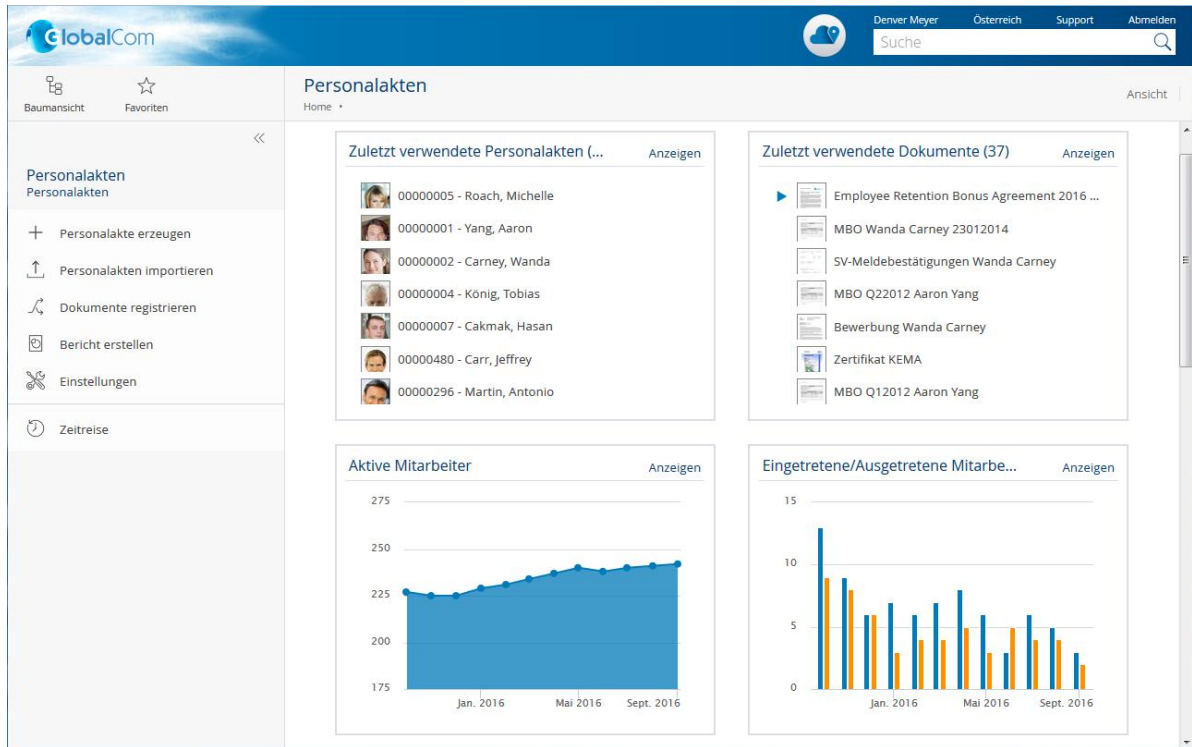 GlobalCom
Denver Meyer Österreich Support Abmelden
Suche
Baumansicht Favoriten
Personalakten
Home •
Ansicht
Personalakten
Personalakten
Personalakte erzeugen
Personalakten importieren
Dokumente registrieren
Bericht erstellen
Einstellungen
Zeitreise
Zuletzt verwendete Personalakten (... Anzeigen
00000005 - Roach, Michelle
00000001 - Yang, Aaron
00000002 - Carney, Wanda
00000004 - König, Tobias
00000007 - Cakmak, Hasan
00000480 - Carr, Jeffrey
00000296 - Martin, Antonio
Zuletzt verwendete Dokumente (37) Anzeigen
Employee Retention Bonus Agreement 2016 ...
MBO Wanda Carney 23012014
SV-Meldebestätigungen Wanda Carney
MBO Q22012 Aaron Yang
Bewerbung Wanda Carney
Zertifikat KEMA
MBO Q12012 Aaron Yang
Aktive Mitarbeiter Anzeigen
275
250
225
200
175
Jan. 2016 Mai 2016 Sept. 2016
Eingetretene/Ausgetretene Mitarbe... Anzeigen
15
10
5
0
Jan. 2016 Mai 2016 Sept. 2016